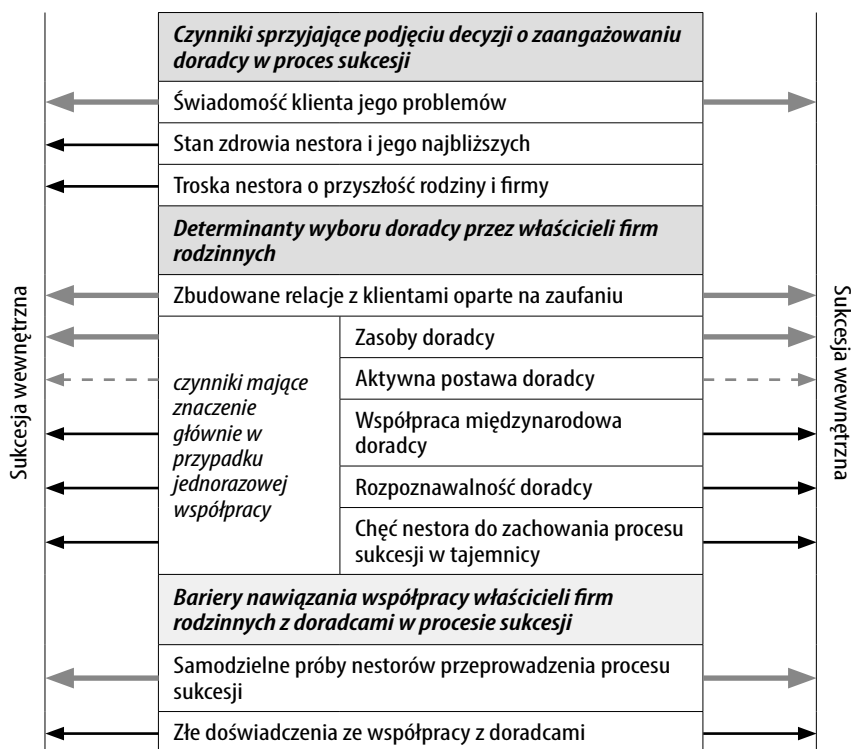 Czynniki sprzyjające podjęciu decyzji o zaangażowaniu
doradcy w proces sukcesji
Świadomość klienta jego problemów
Stan zdrowia nestora i jego najbliższych
Troska nestora o przyszłość rodziny i firmy
Determinanty wyboru doradcy przez właścicieli firm
rodzinnych
Zbudowane relacje z klientami oparte na zaufaniu
czynniki mające
znaczenie
głównie w
przypadku
jednorazowej
współpracy
Zasoby doradcy
Aktywna postawa doradcy
Współpraca międzynarodowa
doradcy
Rozpoznawalność doradcy
Chęć nestora do zachowania procesu
sukcesji w tajemnicy
Bariery nawiązania współpracy właścicieli firm
rodzinnych z doradcami w procesie sukcesji
Samodzielne próby nestorów przeprowadzenia procesu
sukcesji
Złe doświadczenia ze współpracy z doradcami
Sukcesja wewnętrzna
Sukcesja wewnętrzna